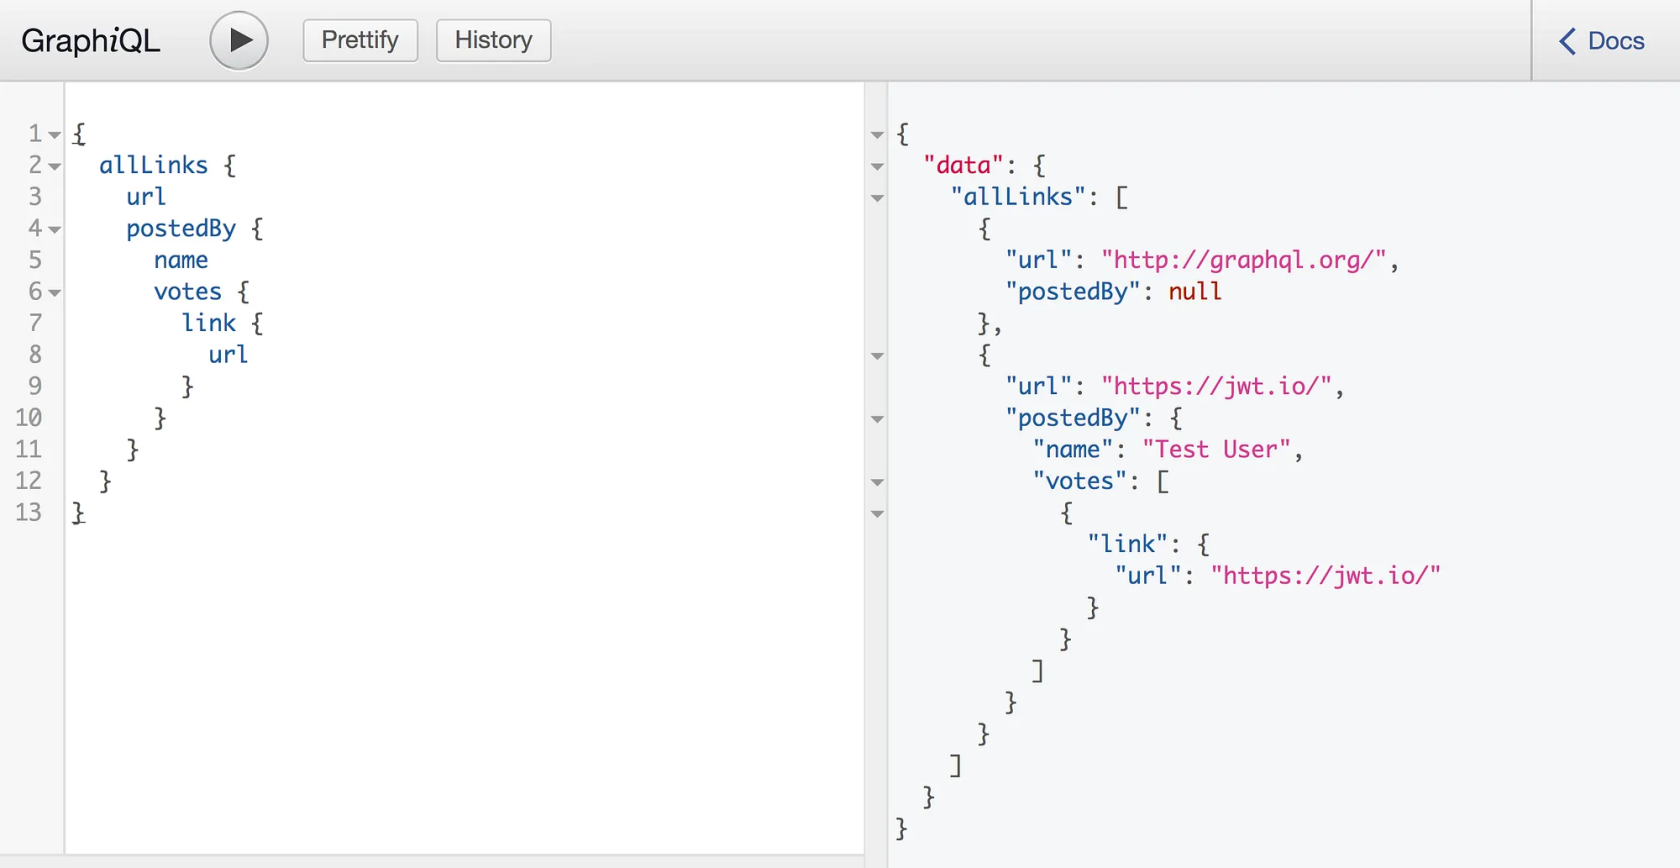 GraphiQL Prettify History Docs
1 {
2   allLinks {
3     url
4     postedBy {
5       name
6       votes {
7         link {
8           url
9         }
10       }
11     }
12   }
13 }
{
  "data": {
    "allLinks": [
      {
        "url": "http://graphql.org/",
        "postedBy": null
      },
      {
        "url": "https://jwt.io/",
        "postedBy": {
          "name": "Test User",
          "votes": [
            {
              "link": {
                "url": "https://jwt.io/"
              }
            }
          ]
        }
      }
    ]
  }
}